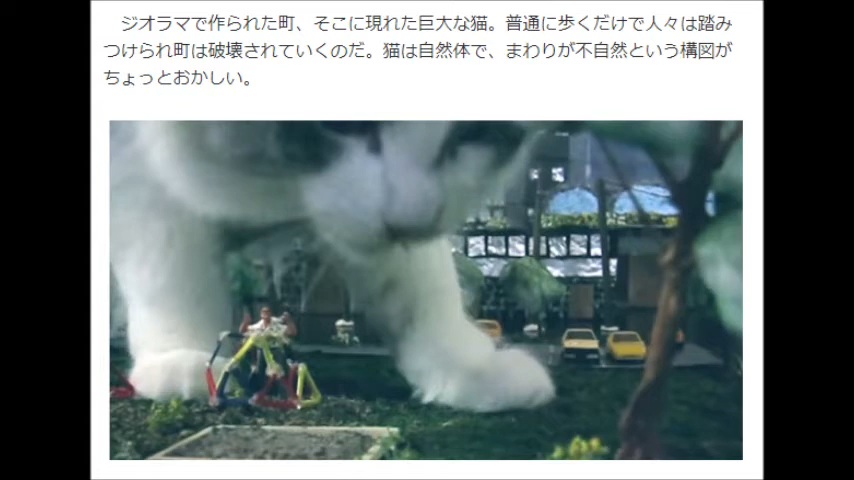 ジオラマで作られた町、そこに現れた巨大な猫。普通に歩くだけで人々は踏み
つけられ町は破壊されていくのだ。猫は自然体で、まわりが不自然という構図が
ちょっとおかしい。